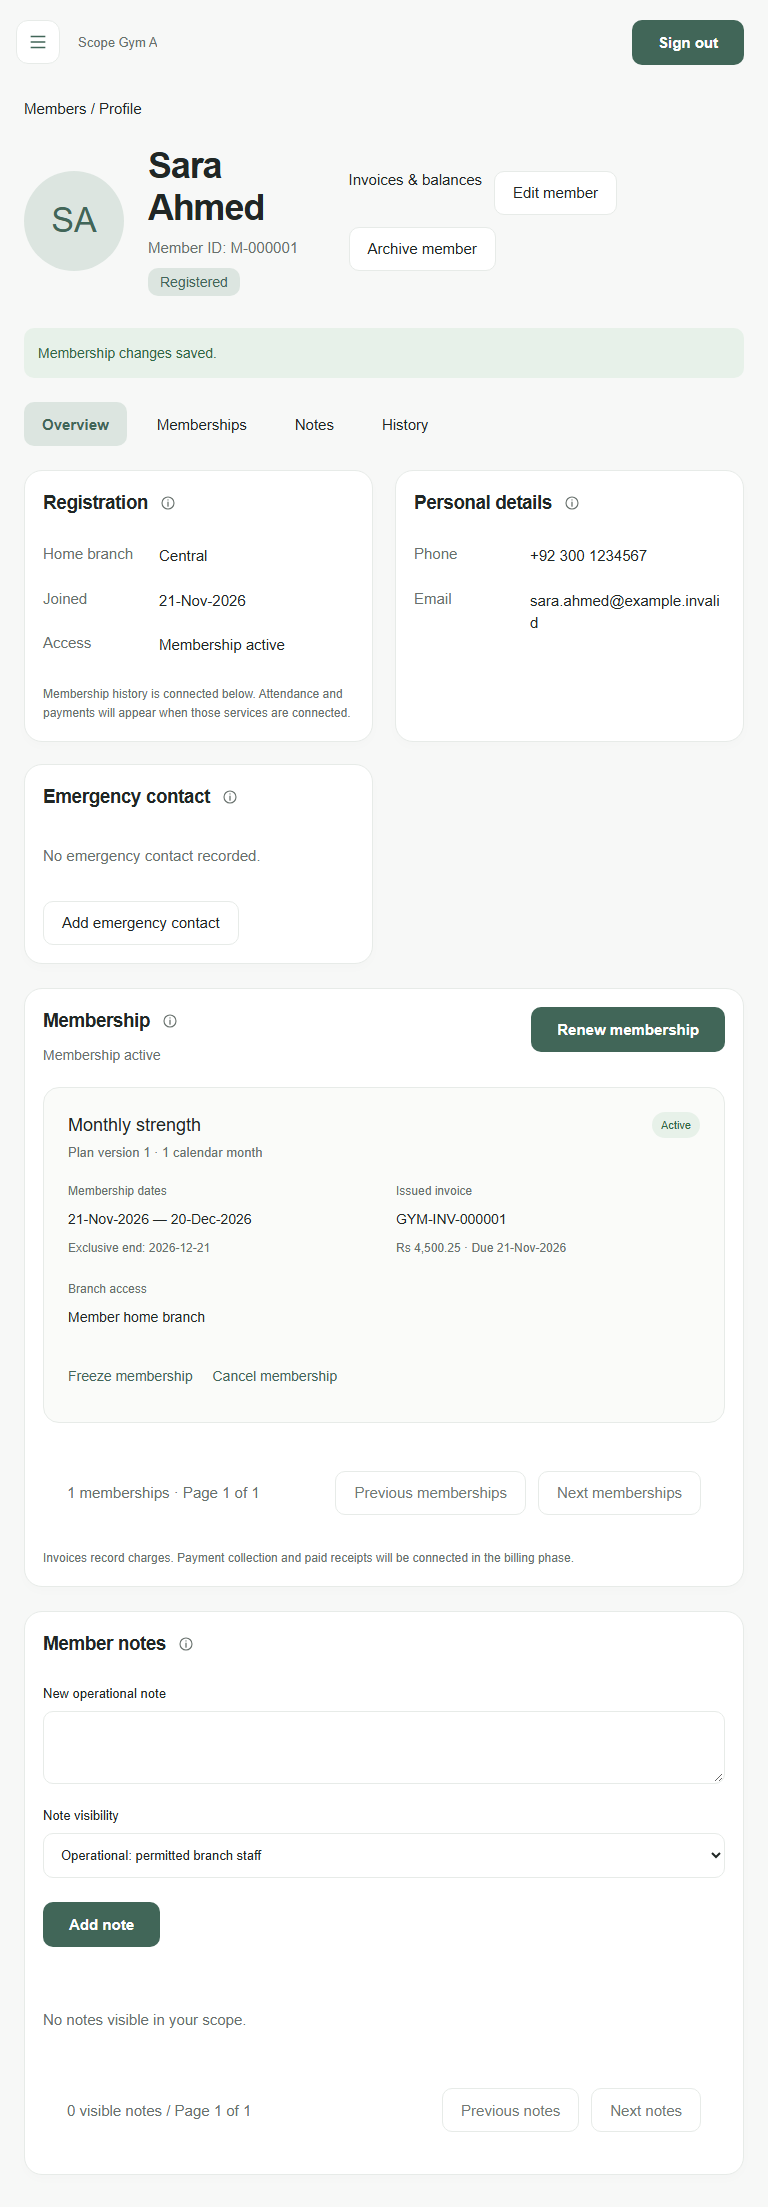 Scope Gym A
Sign out
Members / Profile
SA
Sara
Ahmed
Member ID: M-000001
Registered
Invoices & balances
Edit member
Archive member
Membership changes saved.
Overview
Memberships
Notes
History
Registration
Home branch
Central
Joined
21-Nov-2026
Access
Membership active
Membership history is connected below. Attendance and
payments will appear when those services are connected.
Personal details
Phone
+92 300 1234567
Email
sara.ahmed@example.invali
d
Emergency contact
No emergency contact recorded.
Add emergency contact
Membership
Membership active
Renew membership
Monthly strength
Active
Plan version 1 · 1 calendar month
Membership dates
21-Nov-2026 — 20-Dec-2026
Exclusive end: 2026-12-21
Issued invoice
GYM-INV-000001
Rs 4,500.25 · Due 21-Nov-2026
Branch access
Member home branch
Freeze membership
Cancel membership
1 memberships · Page 1 of 1
Previous memberships
Next memberships
Invoices record charges. Payment collection and paid receipts will be connected in the billing phase.
Member notes
New operational note
Note visibility
Operational: permitted branch staff
Add note
No notes visible in your scope.
0 visible notes / Page 1 of 1
Previous notes
Next notes